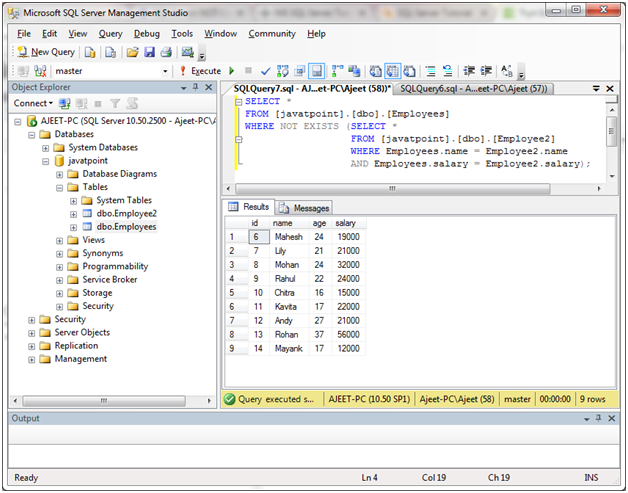 Microsoft SQL Server Management Studio
File Edit View Query Debug Tools Window Community Help
New Query
master Execute
Object Explorer
Connect
AJEET-PC (SQL Server 10.50.2500 - Ajeet-PC\A
Databases
System Databases
javatpoint
Database Diagrams
Tables
System Tables
dbo.Employee2
dbo.Employees
Views
Synonyms
Programmability
Service Broker
Storage
Security
Security
Server Objects
Replication
Management
SQLQuery7.sql - AJ...et-PC\Ajeet (58))* SQLQuery6.sql - A...eet-PC\Ajeet (57))
SELECT *
FROM [javatpoint].[dbo].[Employees]
WHERE NOT EXISTS (SELECT *
FROM [javatpoint].[dbo].[Employee2]
WHERE Employees.name = Employee2.name
AND Employees.salary = Employee2.salary);
Results Messages
id name age salary
1 6 Mahesh 24 19000
2 7 Lily 21 21000
3 8 Mohan 24 32000
4 9 Rahul 22 24000
5 10 Chitra 16 15000
6 11 Kavita 17 22000
7 12 Andy 27 21000
8 13 Rohan 37 56000
9 14 Mayank 17 12000
Query executed s... AJEET-PC (10.50 SP1) Ajeet-PC\Ajeet (58) master 00:00:00 9 rows
Output
Ready Ln 4 Col 19 Ch 19 INS